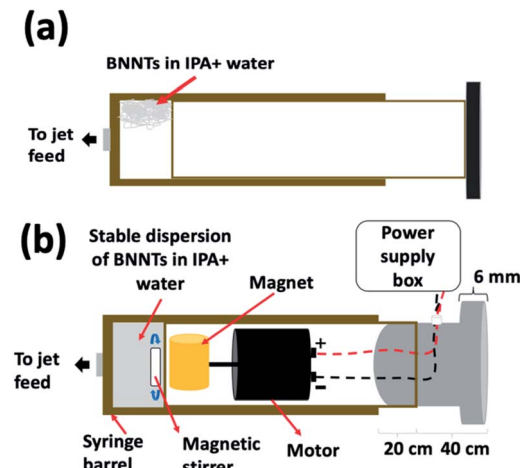 (a)
BNNTs in IPA+ water
To jet
feed
(b)
Stable dispersion
of BNNTs in IPA+
water
Magnet
Power
supply
box
6 mm
+
To jet
feed
−
Syringe
barrel
Magnetic
stirrer
Motor
20 cm
40 cm